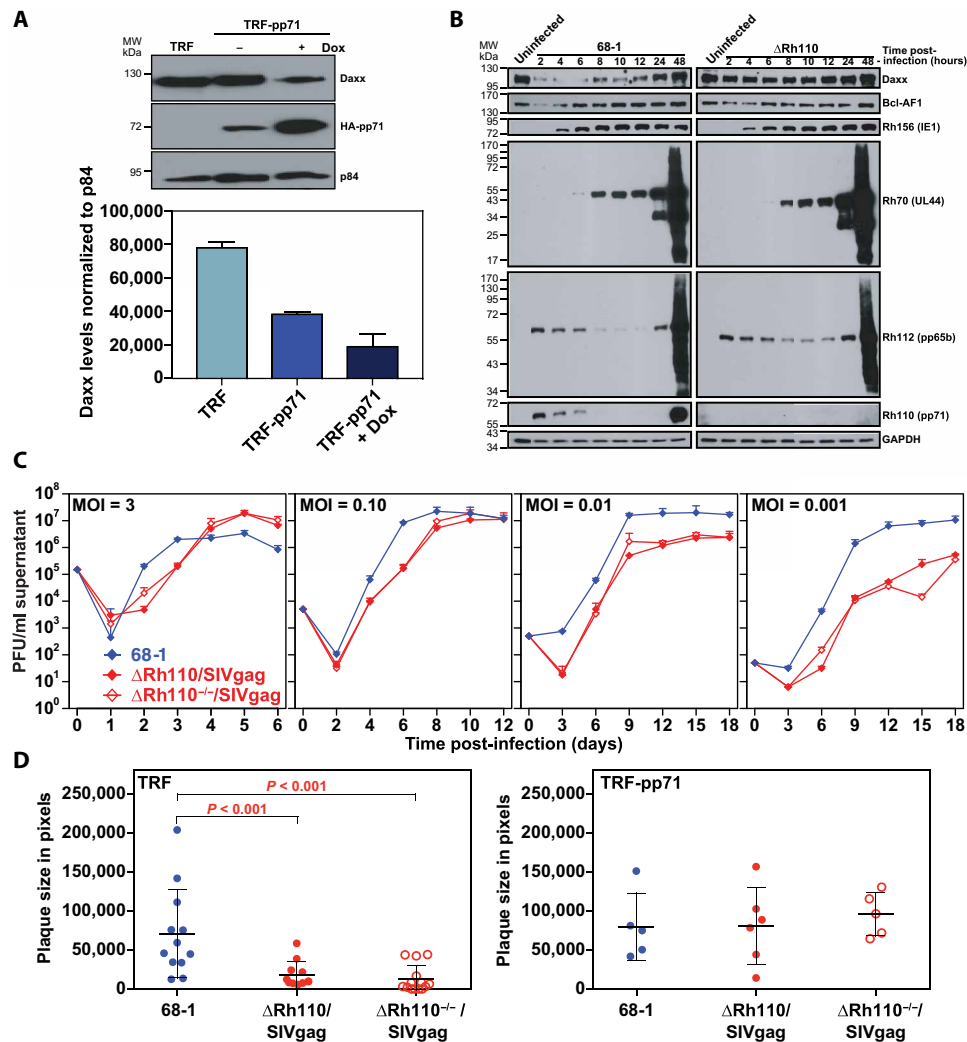 A
TRF-pp71
MW
kDa
TRF
–
+
Dox
130
Daxx
72
HA-pp71
95
p84
Daxx levels normalized to p84
100,000
80,000
60,000
40,000
20,000
0
TRF
TRF-pp71
TRF-pp71
+ Dox
B
MW
kDa
Uninfected
68-1
2 4 6 8 10 12 24 48
Uninfected
ΔRh110
2 4 6 8 10 12 24 48
Time post-
infection (hours)
130
95
Daxx
170
130
Bcl-AF1
95
72
Rh156 (IE1)
170
95
72
55
43
34
25
17
Rh70 (UL44)
170
130
95
72
55
43
34
Rh112 (pp65b)
72
55
Rh110 (pp71)
43
34
GAPDH
C
PFU/ml supernatant
10⁸
10⁷
10⁶
10⁵
10⁴
10³
10²
10¹
10⁰
MOI = 3
68-1
ΔRh110/SIVgag
ΔRh110⁻/⁻/SIVgag
0 1 2 3 4 5 6
MOI = 0.10
0 2 4 6 8 10 12
MOI = 0.01
0 3 6 9 12 15 18
MOI = 0.001
0 3 6 9 12 15 18
Time post-infection (days)
D
Plaque size in pixels
250,000
200,000
150,000
100,000
50,000
0
TRF
P < 0.001
P < 0.001
68-1
ΔRh110/
SIVgag
ΔRh110⁻/⁻/
SIVgag
Plaque size in pixels
250,000
200,000
150,000
100,000
50,000
0
TRF-pp71
68-1
ΔRh110/
SIVgag
ΔRh110⁻/⁻/
SIVgag